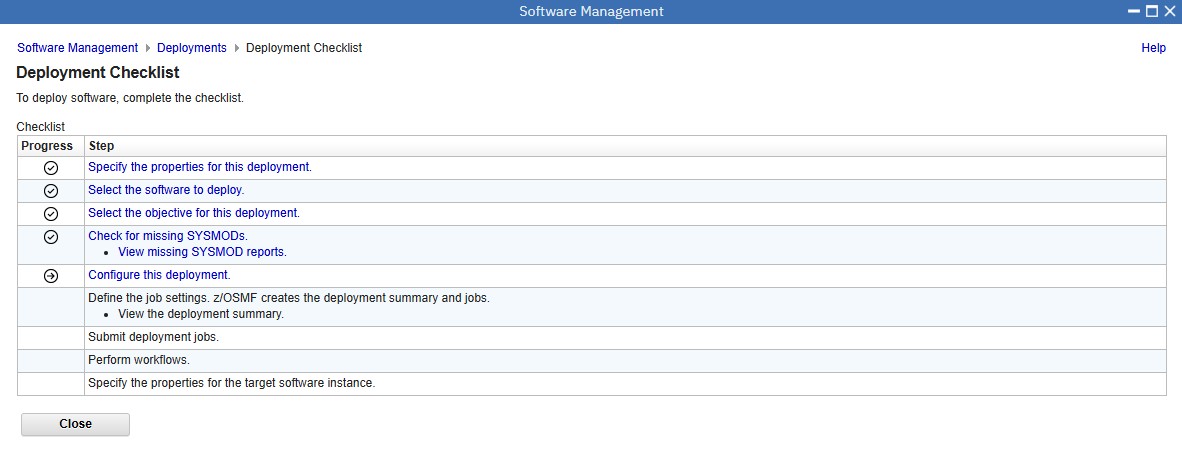 Software Management
Software Management Deployments Deployment Checklist Help
Deployment Checklist
To deploy software, complete the checklist.
Checklist
Progress Step
Specify the properties for this deployment.
Select the software to deploy.
Select the objective for this deployment.
Check for missing SYSMODs.
• View missing SYSMOD reports.
Configure this deployment.
Define the job settings. z/OSMF creates the deployment summary and jobs.
• View the deployment summary.
Submit deployment jobs.
Perform workflows.
Specify the properties for the target software instance.
Close